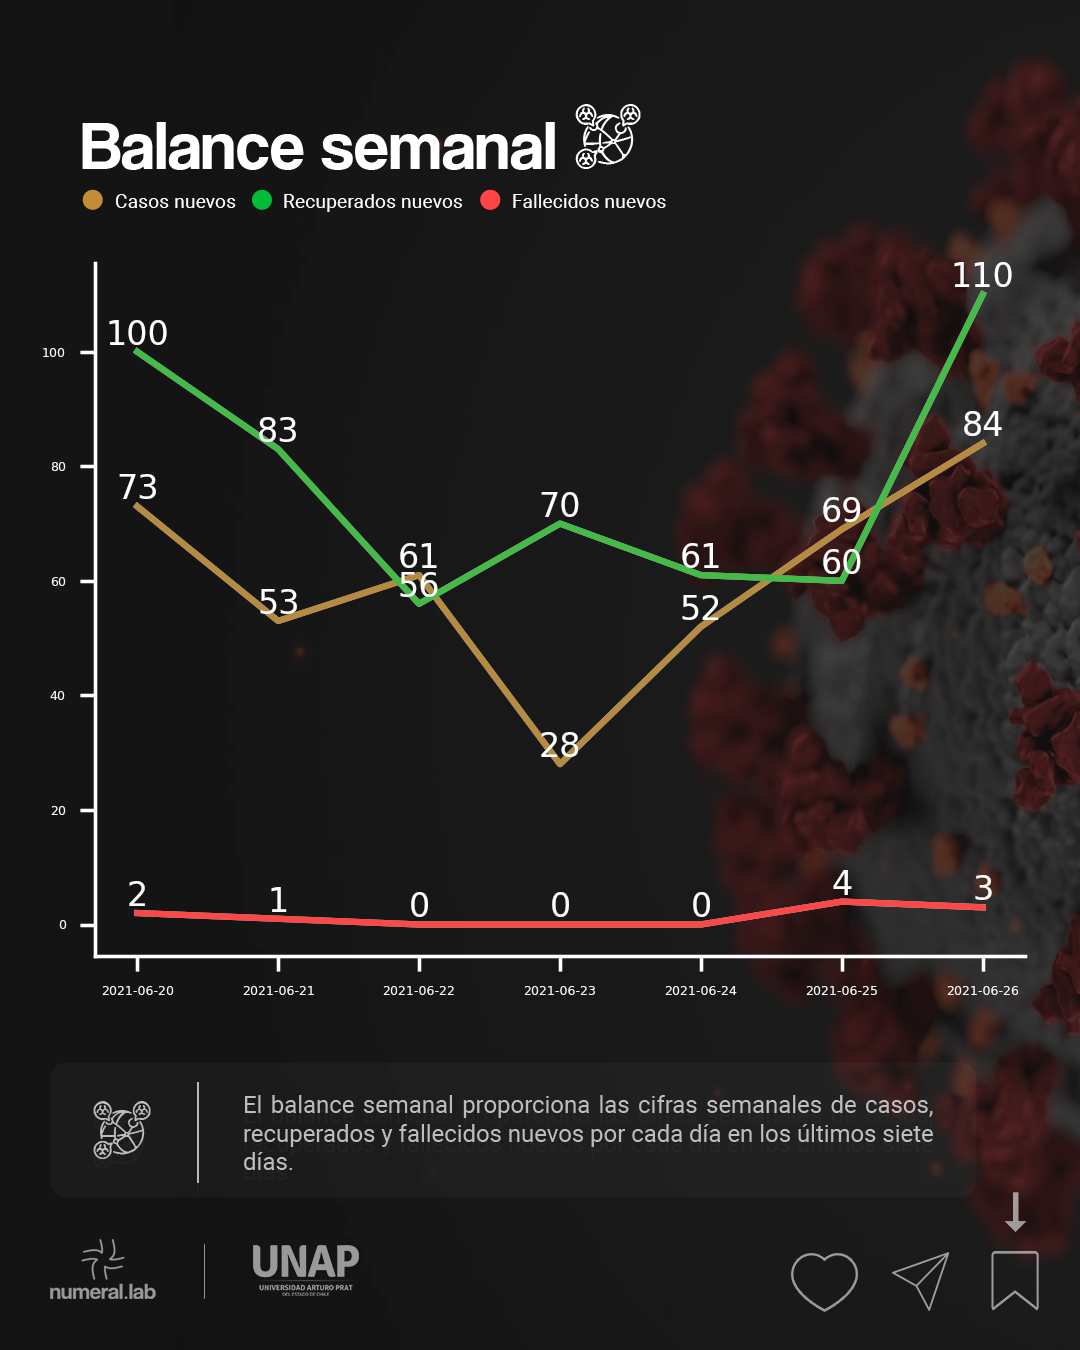 Balance semanal
Casos nuevos Recuperados nuevos Fallecidos nuevos
110
100
100
84
83
80
73
70
69
61
61
60
56
60
53
52
40
28
20
4
3
2
1
0
0
0
0
2021-06-20 2021-06-21 2021-06-22 2021-06-23 2021-06-24 2021-06-25 2021-06-26
El balance semanal proporciona las cifras semanales de casos,
recuperados y fallecidos nuevos por cada día en los últimos siete
días.
numeral.lab
UNAP
UNIVERSIDAD ARTURO PRAT
DEL ESTADO DE CHILE